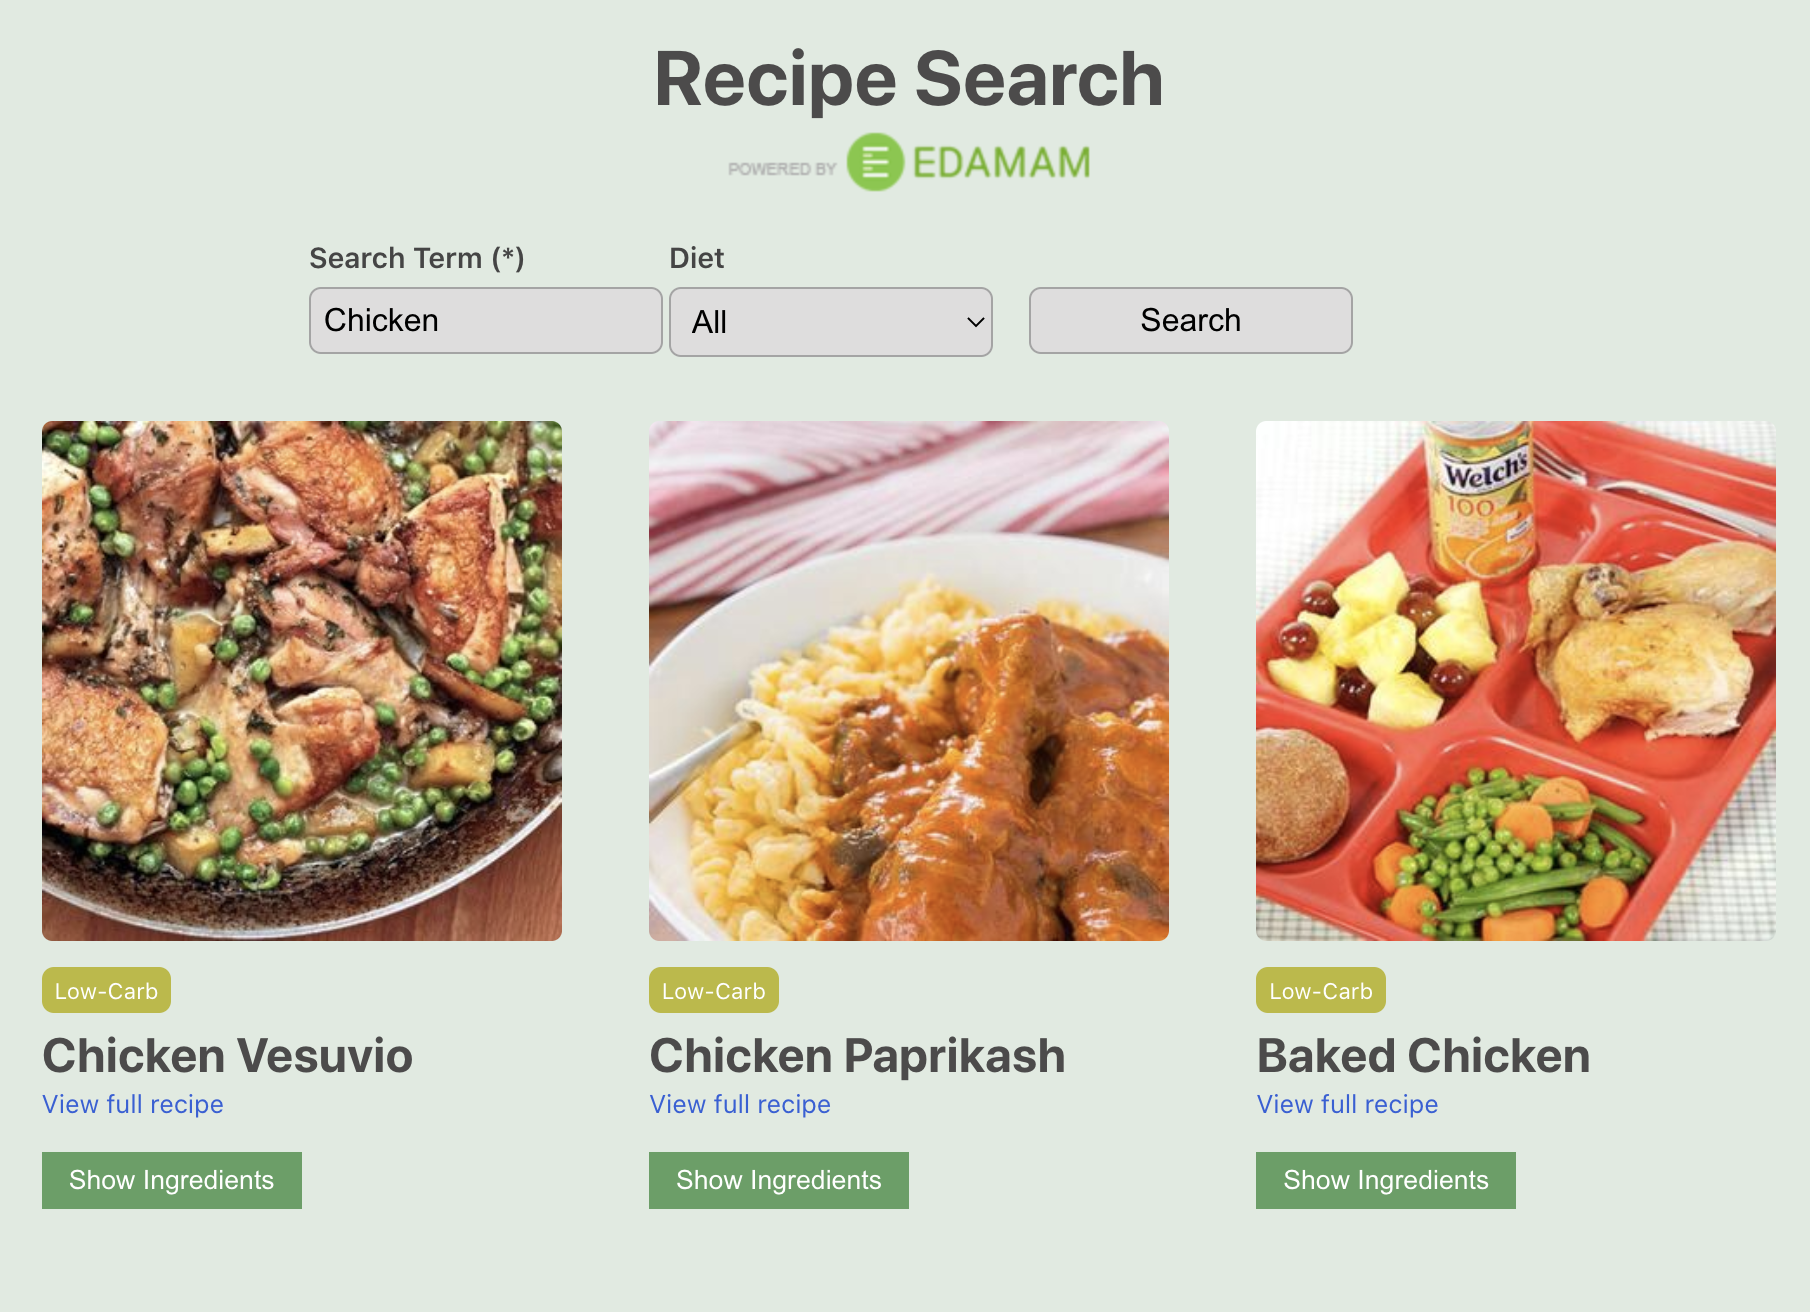 Recipe Search
POWERED BY EDAMAM
Search Term (*)
Diet
Chicken
All
Search
Welch's
100
Low-Carb
Low-Carb
Low-Carb
Chicken Vesuvio
Chicken Paprikash
Baked Chicken
View full recipe
View full recipe
View full recipe
Show Ingredients
Show Ingredients
Show Ingredients